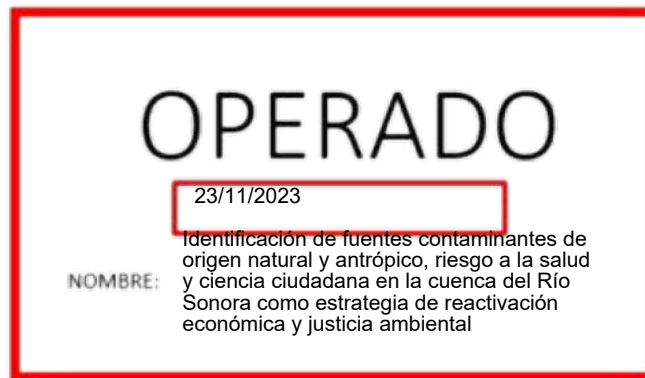 OPERADO
23/11/2023
Identificación de fuentes contaminantes de
origen natural y antrópico, riesgo a la salud
NOMBRE: y ciencia ciudadana en la cuenca del Río
Sonora como estrategia de reactivación
económica y justicia ambiental